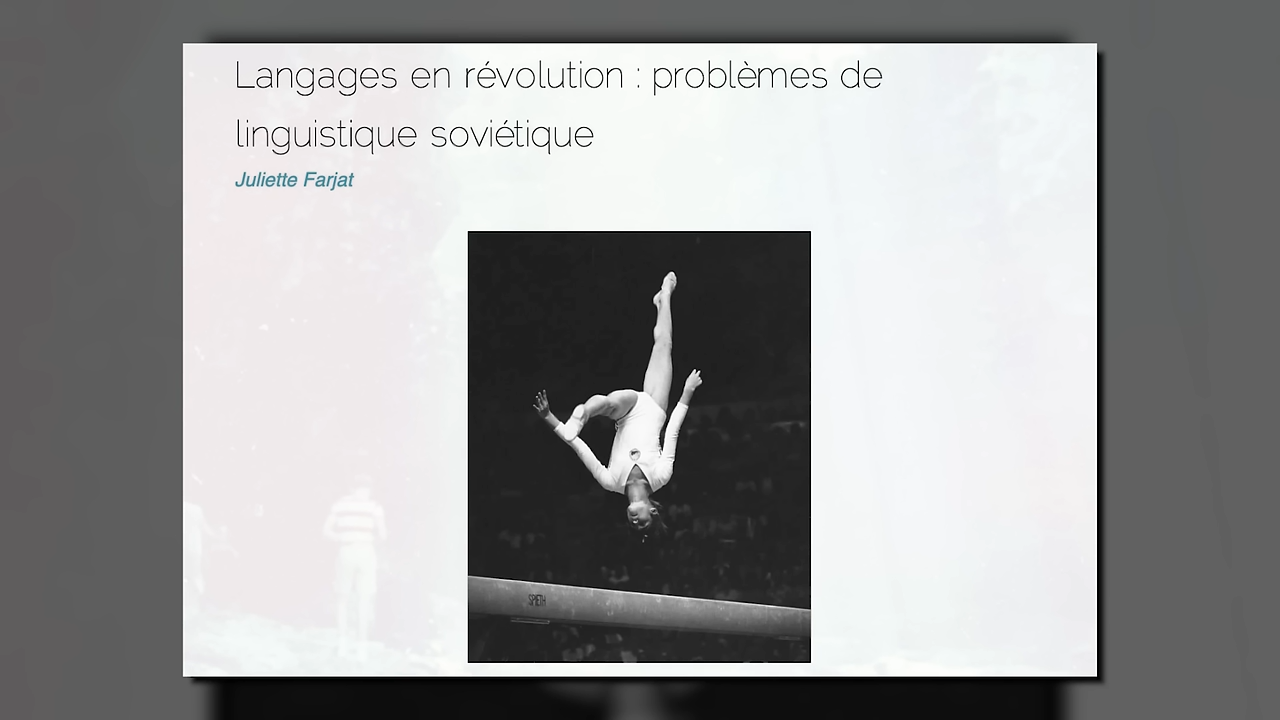 Langages en révolution : problèmes de
linguistique soviétique
Juliette Farjat
SPIETH